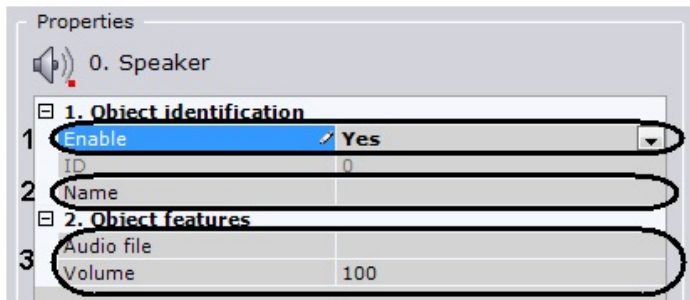 Properties
0. Speaker
1. Object identification
1 Enable Yes
ID 0
2 Name
2. Object features
3 Audio file
Volume 100